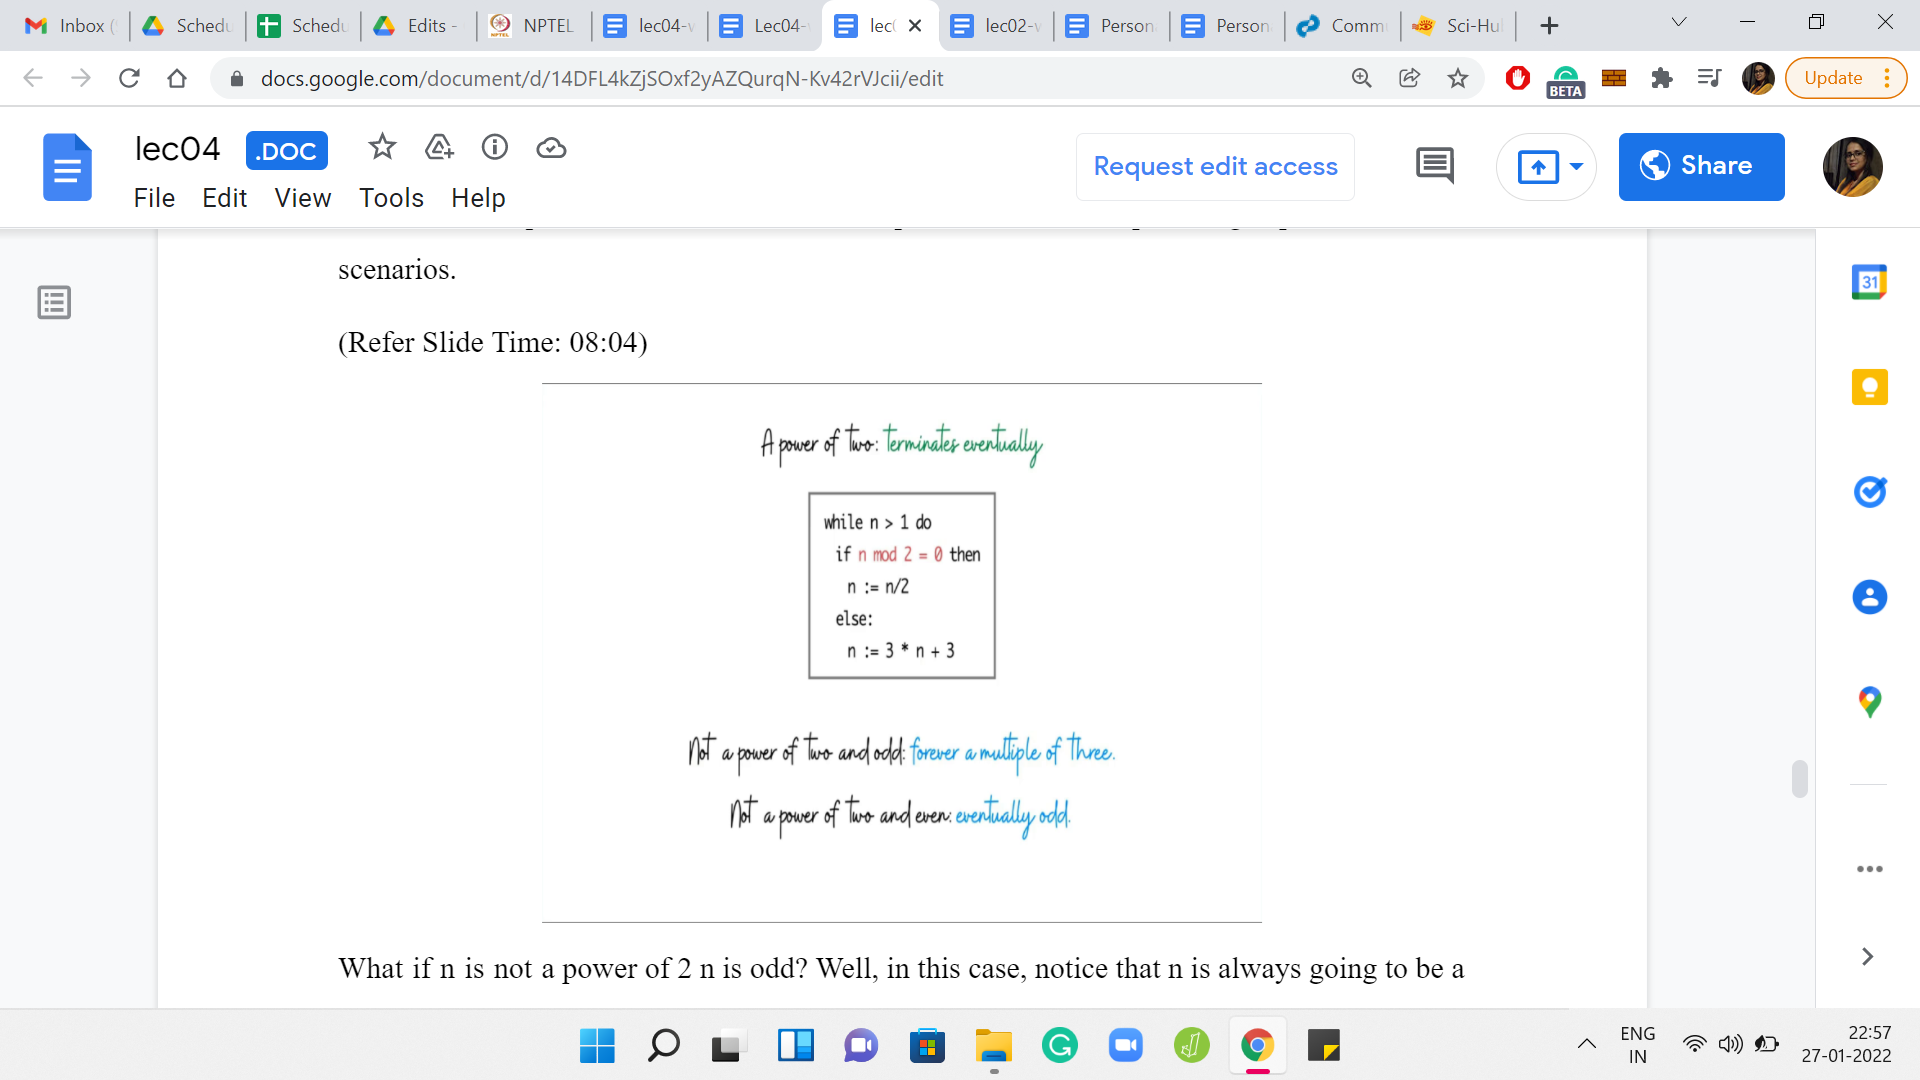 Inbox (
Schedu
Schedu
Edits -
NPTEL
lec04-v
Lec04-
lec
lec02-v
Person
Person
Comm
Sci-Hu
docs.google.com/document/d/14DFL4kZjSOxf2yAZQurqN-Kv42rVJcii/edit
BETA
Update
lec04
.DOC
Request edit access
Share
File Edit View Tools Help
scenarios.
31
(Refer Slide Time: 08:04)
A power of two: terminates eventually
while n > 1 do
if n mod 2 = 0 then
n := n/2
else:
n := 3 * n + 3
Not a power of two and odd: forever a multiple of three.
Not a power of two and even: eventually odd.
What if n is not a power of 2 n is odd? Well, in this case, notice that n is always going to be a
ENG
IN
22:57
27-01-2022